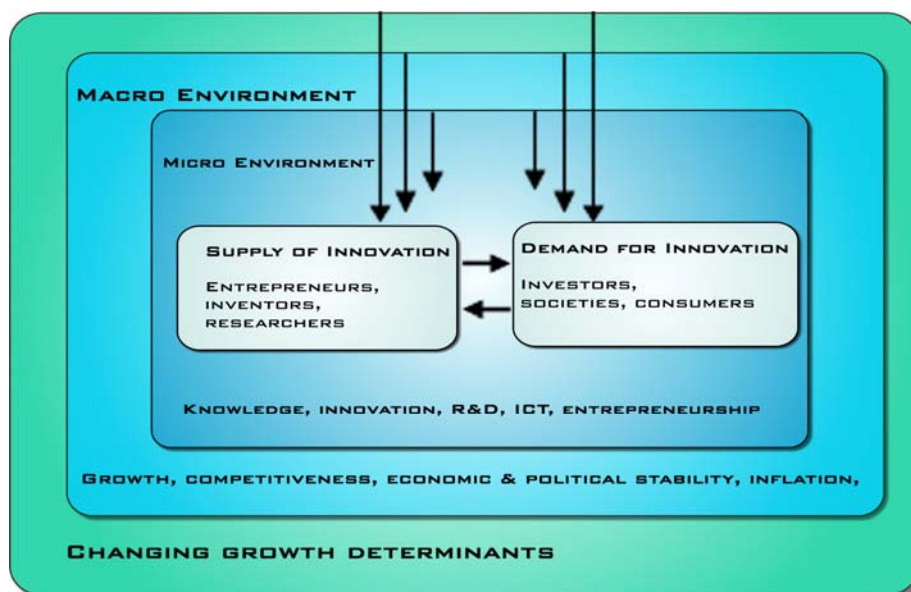 Macro Environment
Micro Environment
Supply of Innovation
Entrepreneurs,
inventors,
researchers
Demand for Innovation
Investors,
societies, consumers
Knowledge, innovation, R&D, ICT, entrepreneurship
Growth, competitiveness, economic & political stability, inflation,
Changing growth determinants